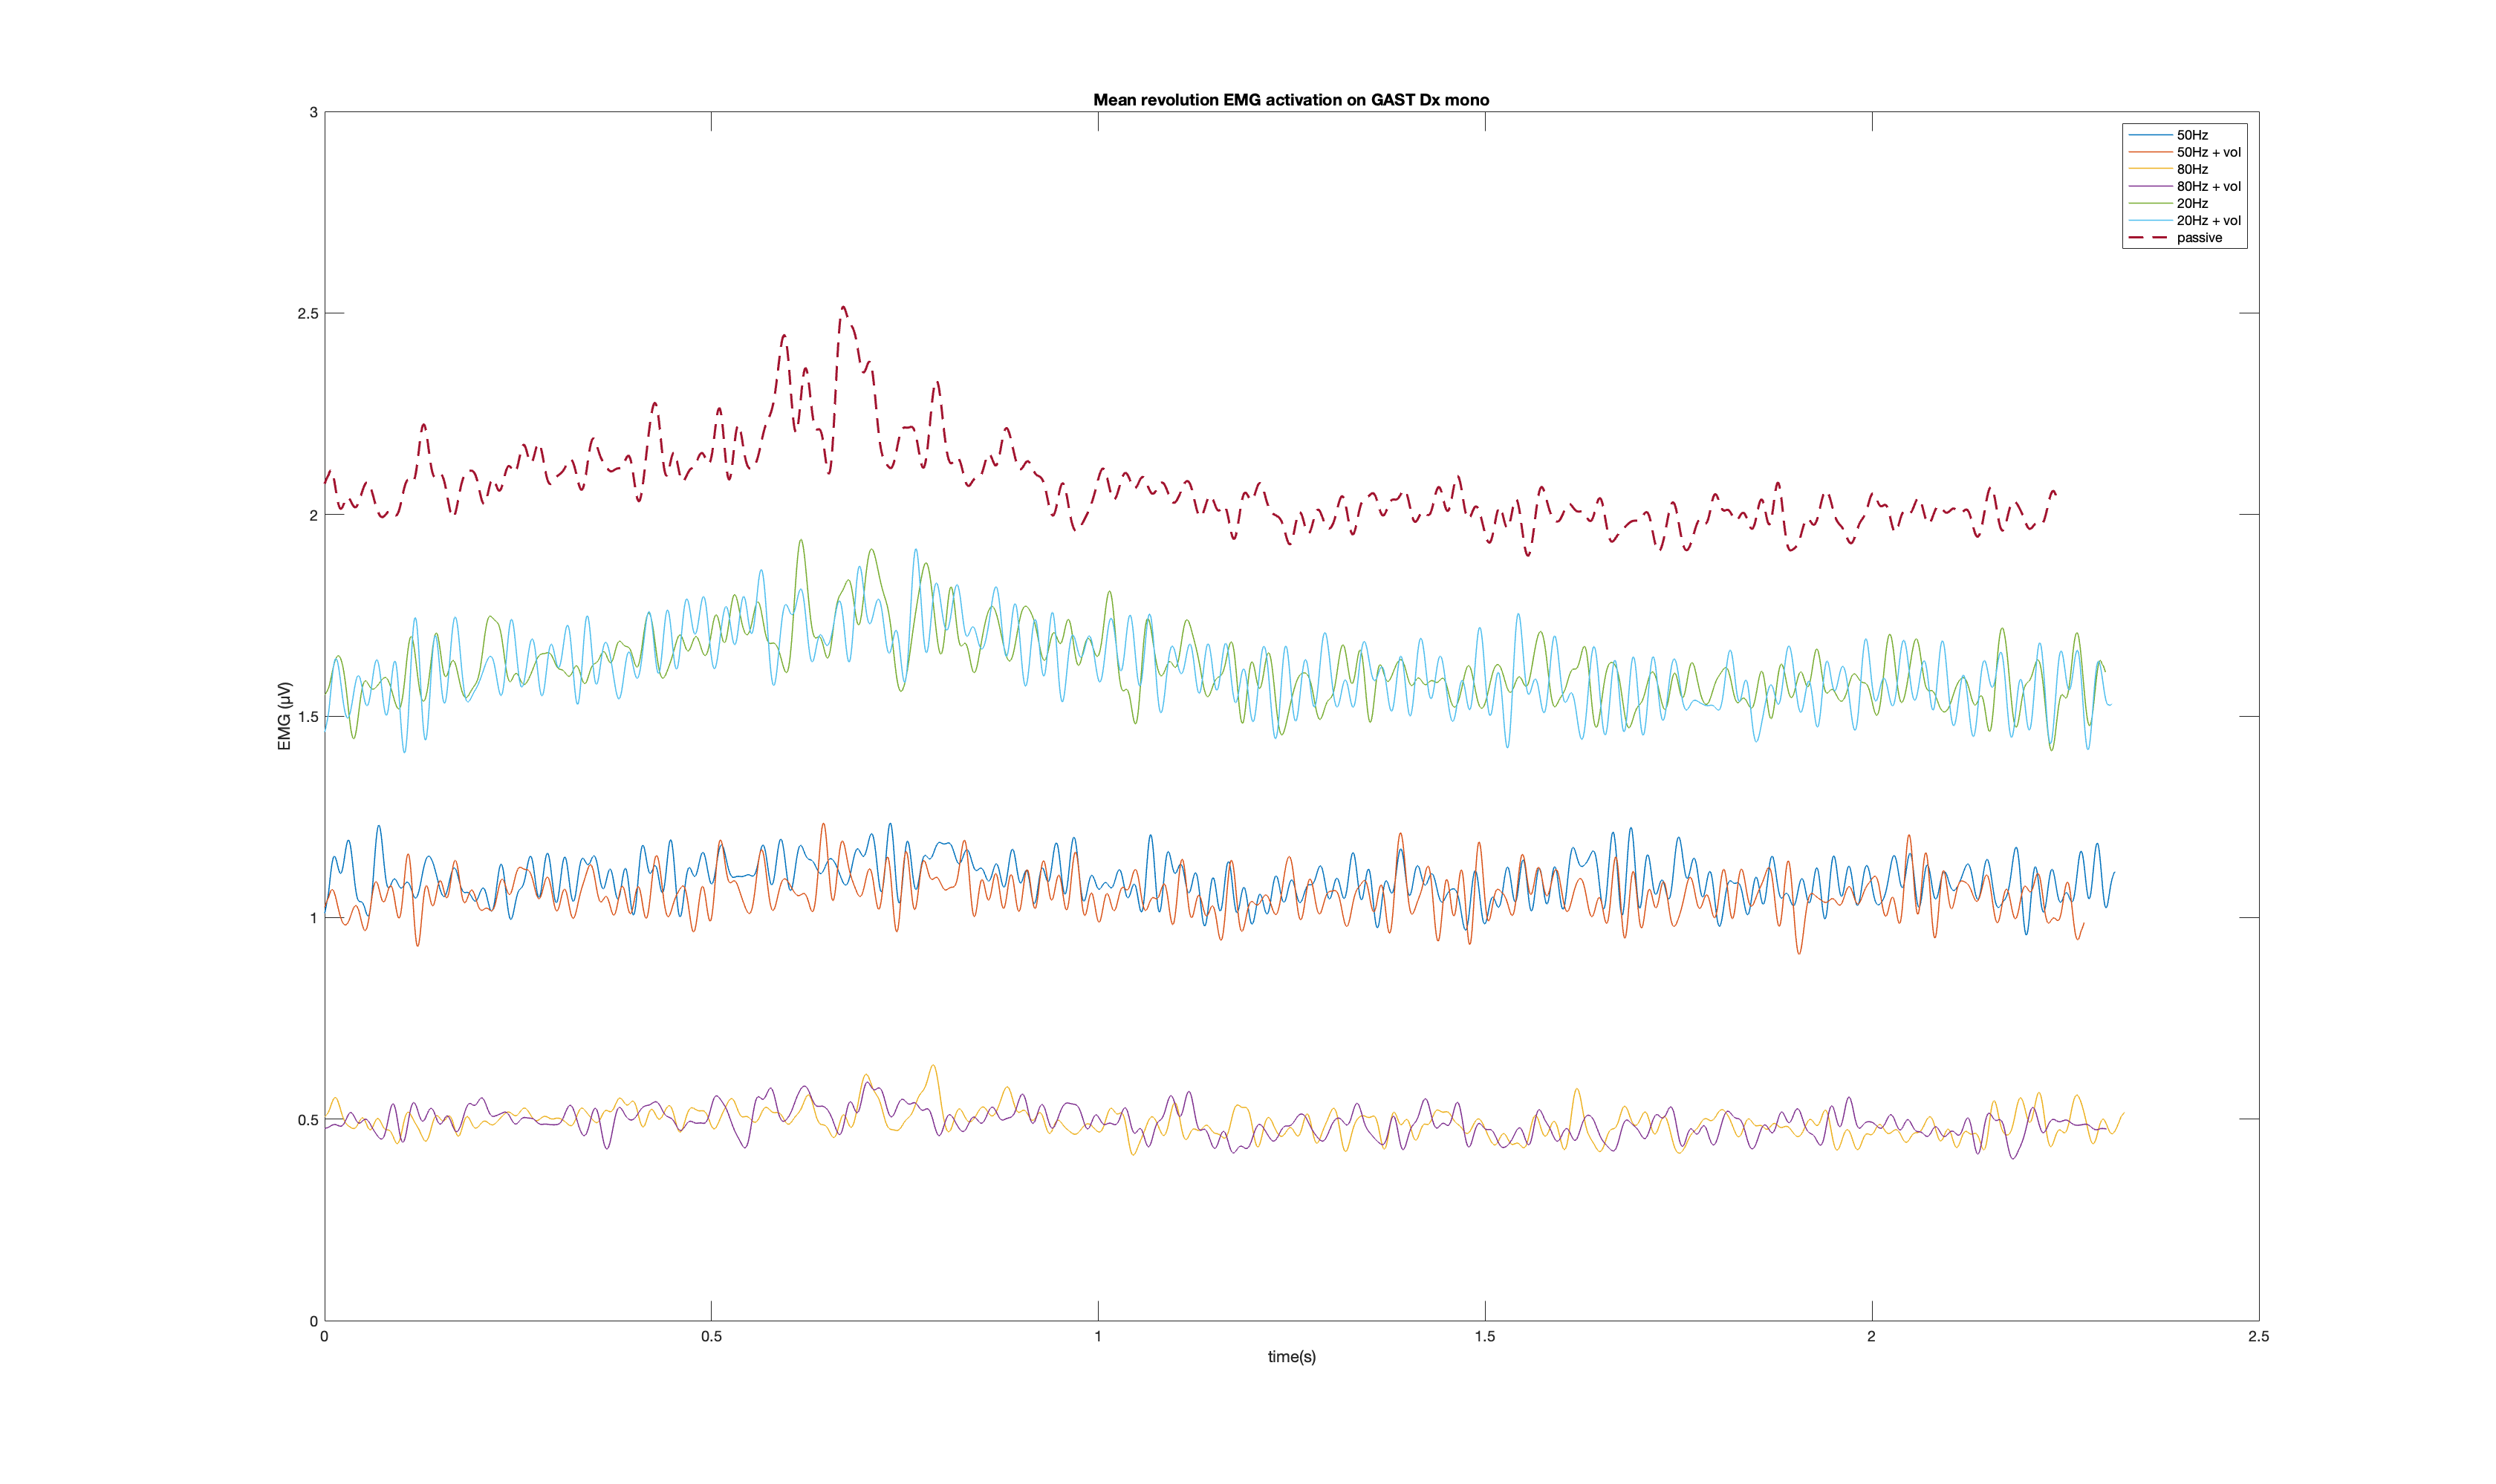 Mean revolution EMG activation on GAST Dx mono
3
2.5
2
1.5
1
0.5
0
EMG (µV)
50Hz
50Hz + vol
80Hz
80Hz + vol
20Hz
20Hz + vol
passive
0 0.5 1 1.5 2 2.5
time(s)